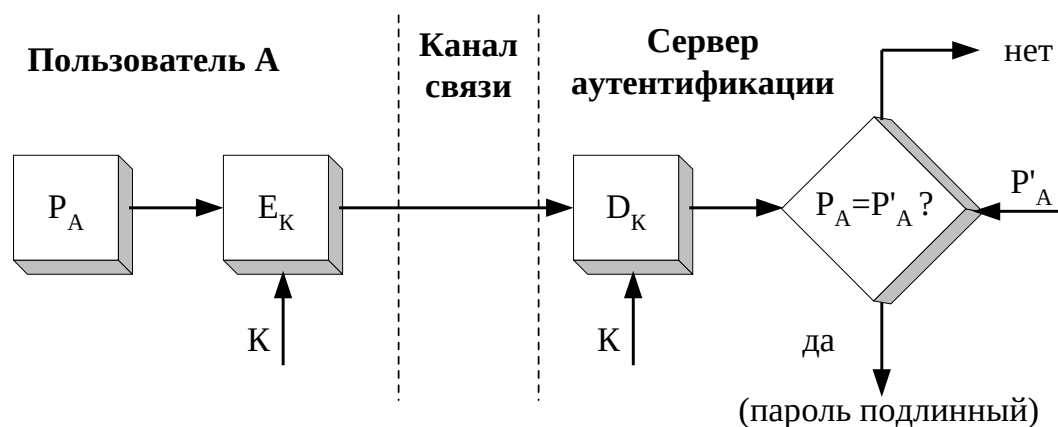 Пользователь А
Канал
связи
Сервер
аутентификации
нет
P_A
E_K
D_K
P_A=P'_A ?
P'_A
К
К
да
(пароль подлинный)